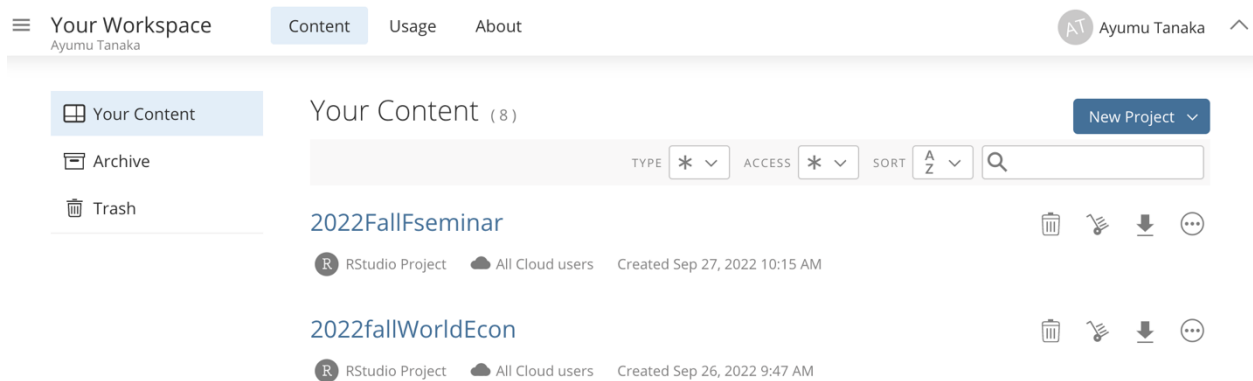 Your Workspace
Ayumu Tanaka
Content Usage About
AT Ayumu Tanaka
Your Content
Archive
Trash
Your Content (8)
New Project
TYPE * ACCESS * SORT A Z
2022FallFseminar
R RStudio Project All Cloud users Created Sep 27, 2022 10:15 AM
2022fallWorldEcon
R RStudio Project All Cloud users Created Sep 26, 2022 9:47 AM